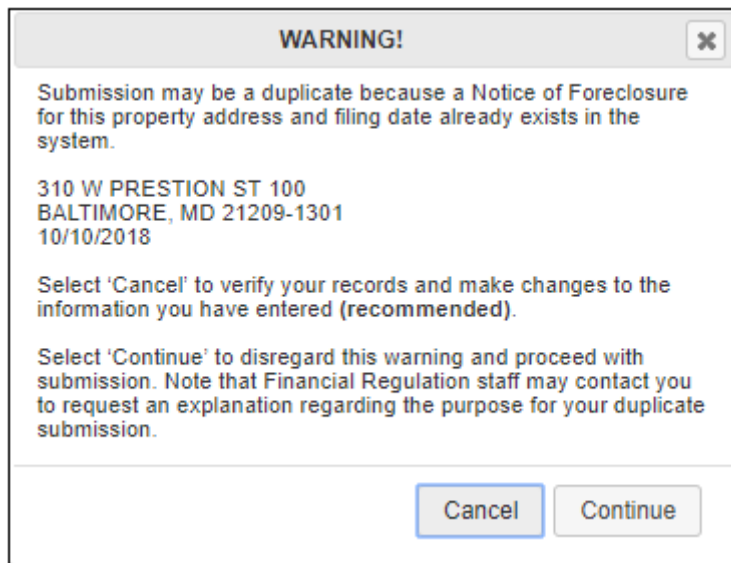 WARNING!
Submission may be a duplicate because a Notice of Foreclosure
for this property address and filing date already exists in the
system.
310 W PRESTION ST 100
BALTIMORE, MD 21209-1301
10/10/2018
Select ‘Cancel’ to verify your records and make changes to the
information you have entered (recommended).
Select ‘Continue’ to disregard this warning and proceed with
submission. Note that Financial Regulation staff may contact you
to request an explanation regarding the purpose for your duplicate
submission.
Cancel Continue